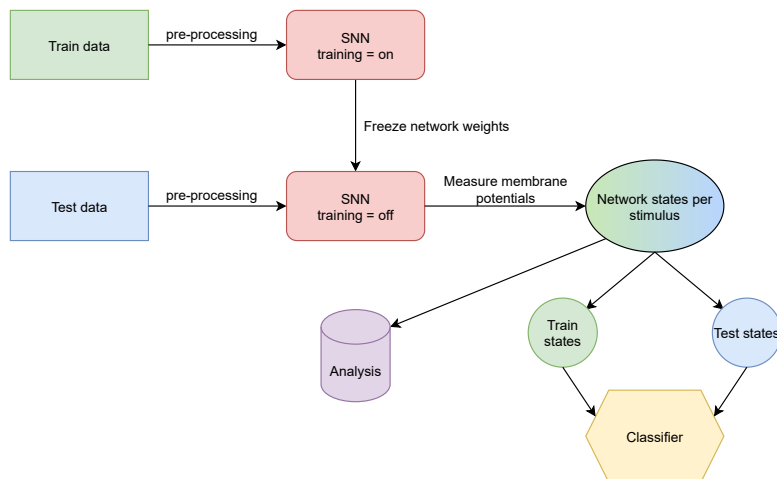 Train data
pre-processing
SNN
training = on
Freeze network weights
Test data
pre-processing
SNN
training = off
Measure membrane
potentials
Network states per
stimulus
Train
states
Test states
Analysis
Classifier